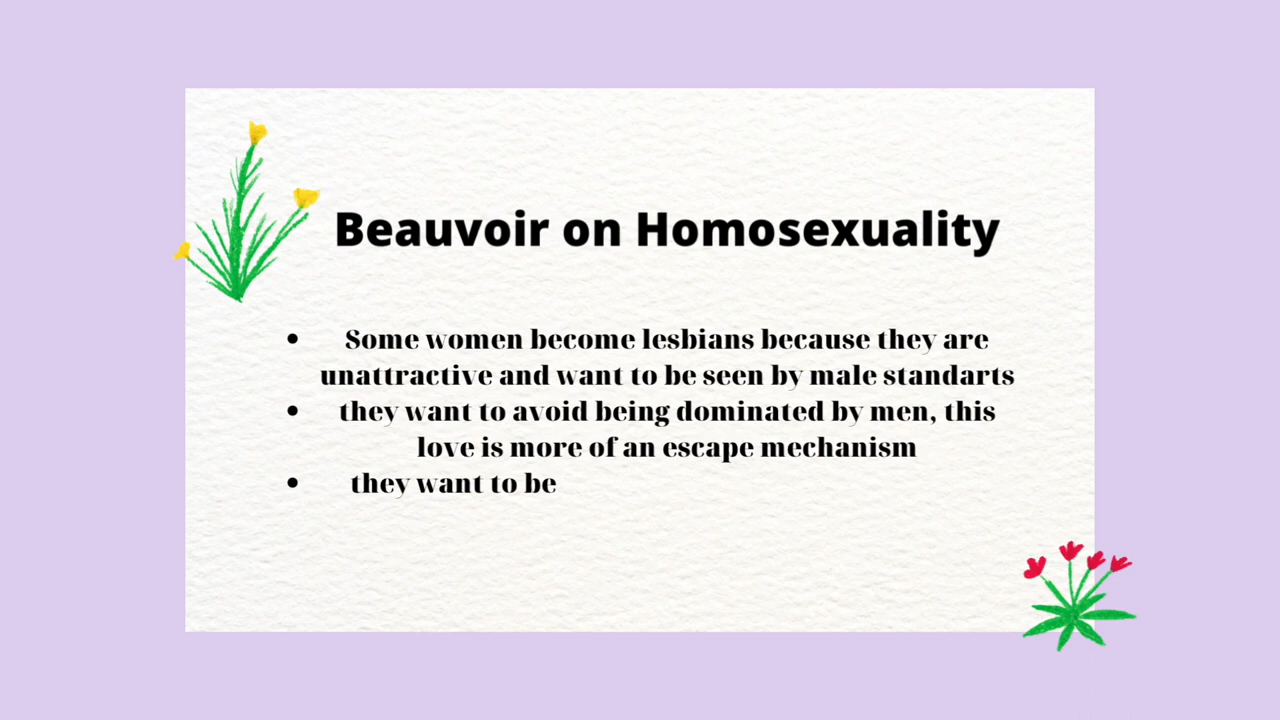 Beauvoir on Homosexuality
• Some women become lesbians because they are
unattractive and want to be seen by male standarts
• they want to avoid being dominated by men, this
love is more of an escape mechanism
• they want to be